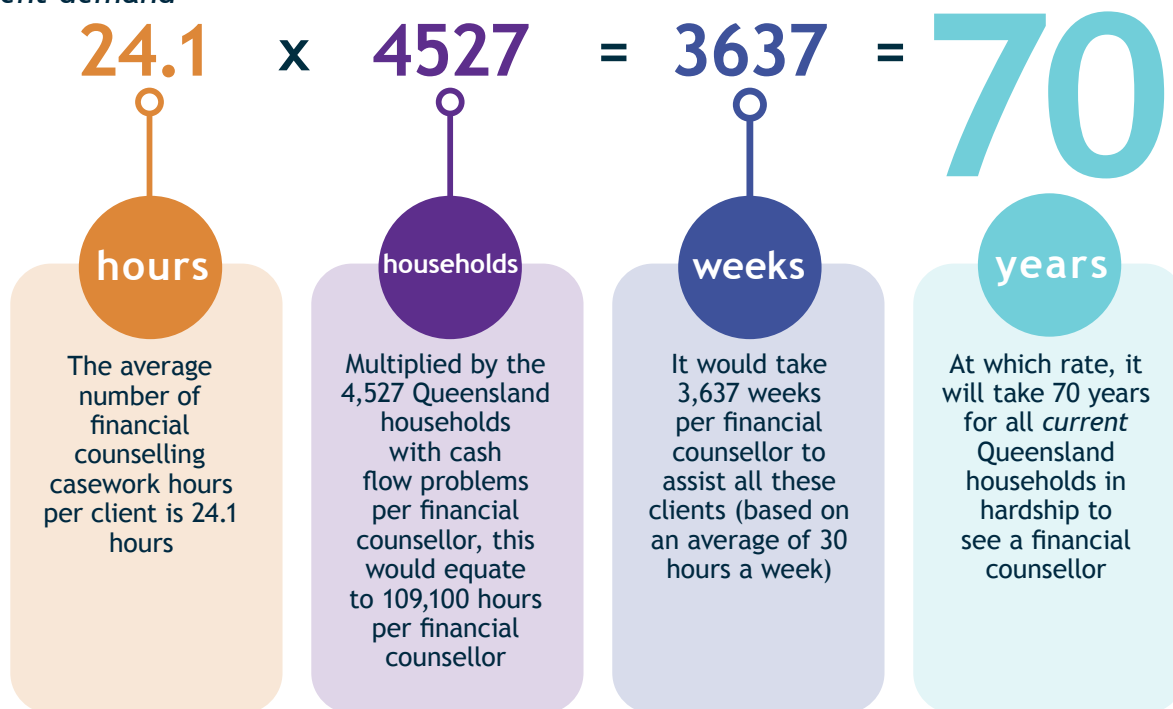 24.1 x 4527 = 3637 = 70
hours
The average
number of
financial
counselling
casework hours
per client is 24.1
hours
households
Multiplied by the
4,527 Queensland
households
with cash
flow problems
per financial
counsellor, this
would equate
to 109,100 hours
per financial
counsellor
weeks
It would take
3,637 weeks
per financial
counsellor to
assist all these
clients (based on
an average of 30
hours a week)
years
At which rate, it
will take 70 years
for all current
Queensland
households in
hardship to
see a financial
counsellor